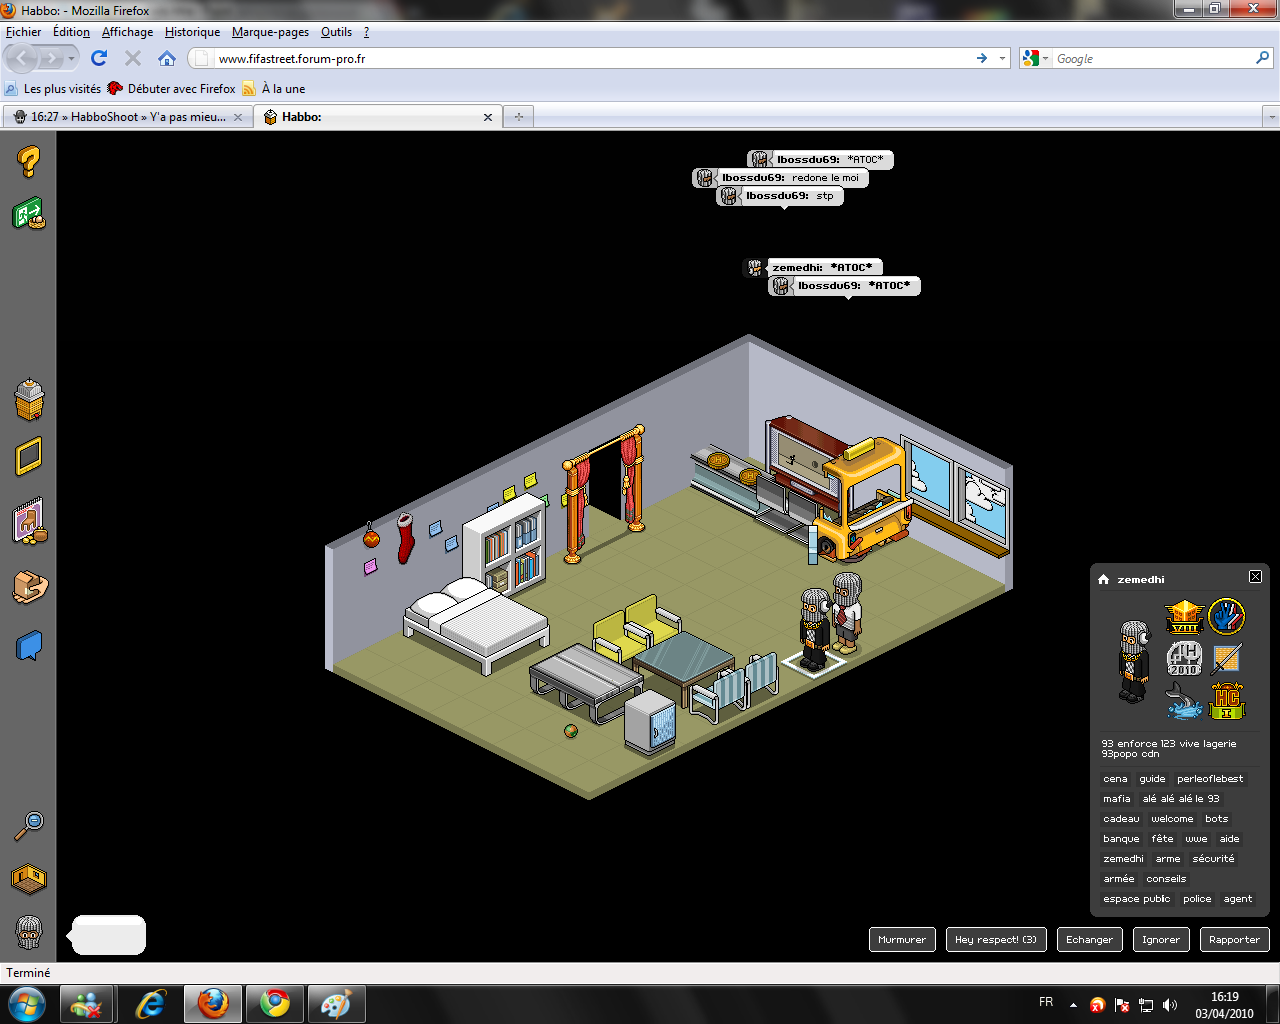 Habbo: - Mozilla Firefox
Fichier Édition Affichage Historique Marque-pages Outils ?
www.fifastreet.forum-pro.fr
Google
Les plus visités Débuter avec Firefox À la une
16:27 » HabboShoot » Y'a pas mieu... Habbo:
lbossdu69: *ATOC*
lbossdu69: redone le moi
lbossdu69: stp
zemedhi: *ATOC*
lbossdu69: *ATOC*
zemedhi
VIII
2010
HC
I
93 enforce 123 vive lagerie
93popo cdn
cena guide perleoflebest
mafia alé alé alé le 93
cadeau welcome bots
banque fête wwe aide
zemedhi arme sécurité
armée conseils
espace public police agent
Murmurer Hey respect! (3) Echanger Ignorer Rapporter
Terminé
FR
16:19
03/04/2010